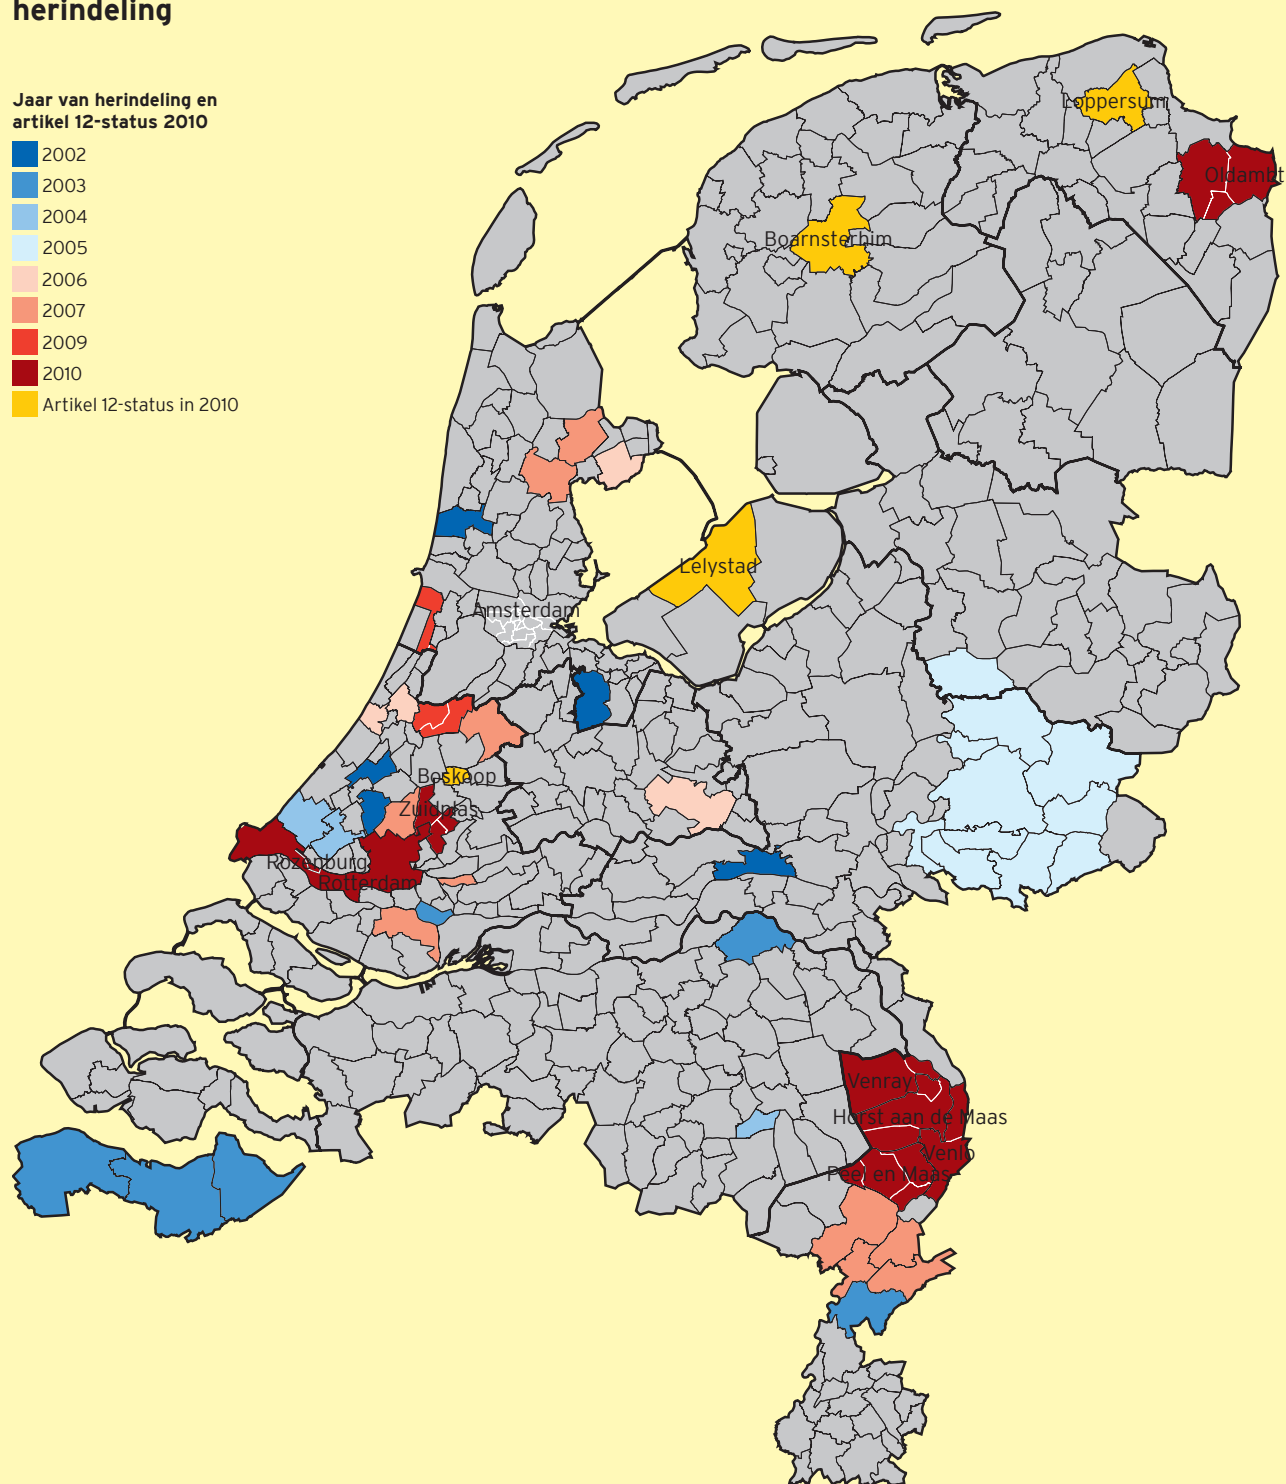 herindeling
Jaar van herindeling en
artikel 12-status 2010
2002
2003
2004
2005
2006
2007
2009
2010
Artikel 12-status in 2010
Loppersum
Oldambt
Boarnsterhim
Lelystad
Amsterdam
Boskoop
Zuidplas
Rozenburg
Rotterdam
Venray
Horst aan de Maas
Venlo
Peel en Maas